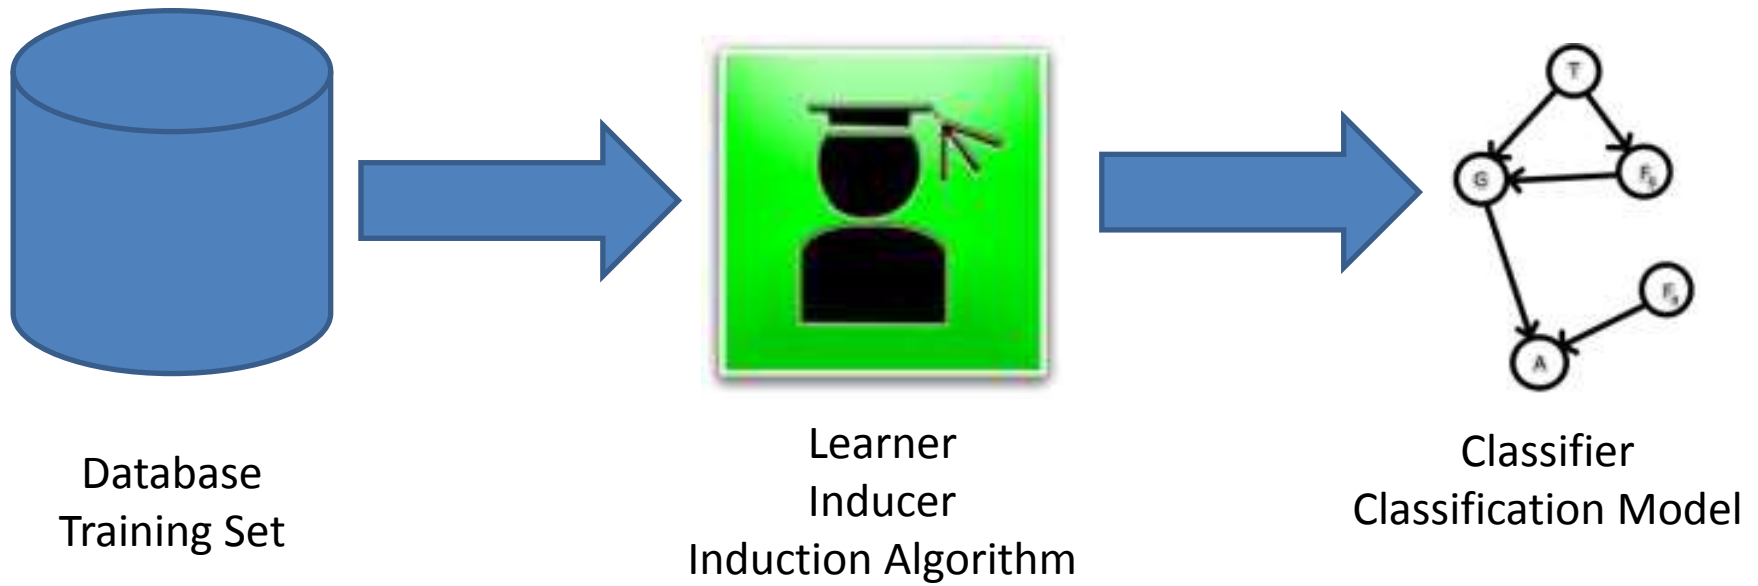 Database
Training Set
Learner
Inducer
Induction Algorithm
T
G
A
Classifier
Classification Model